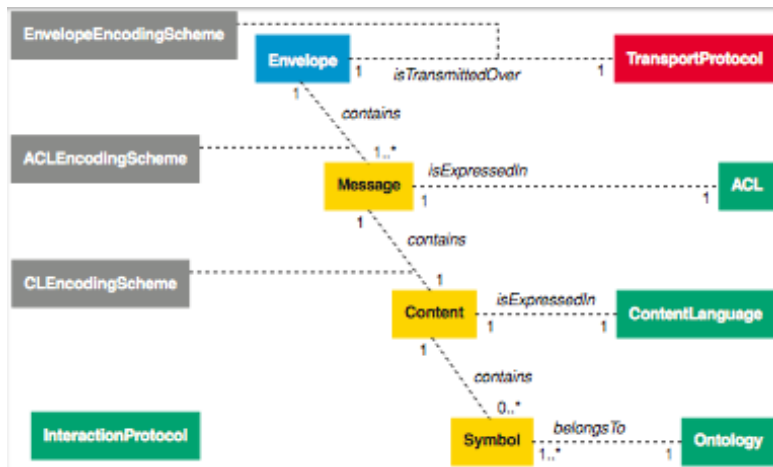 EnvelopeEncodingScheme
Envelope
1
isTransmittedOver
1
TransportProtocol
1
contains
ACLEncodingScheme
1..*
Message
isExpressedIn
1
1
ACL
1
contains
CLEncodingScheme
1
Content
isExpressedIn
1
1
ContentLanguage
1
contains
0..*
InteractionProtocol
Symbol
belongsTo
1..*
1
Ontology